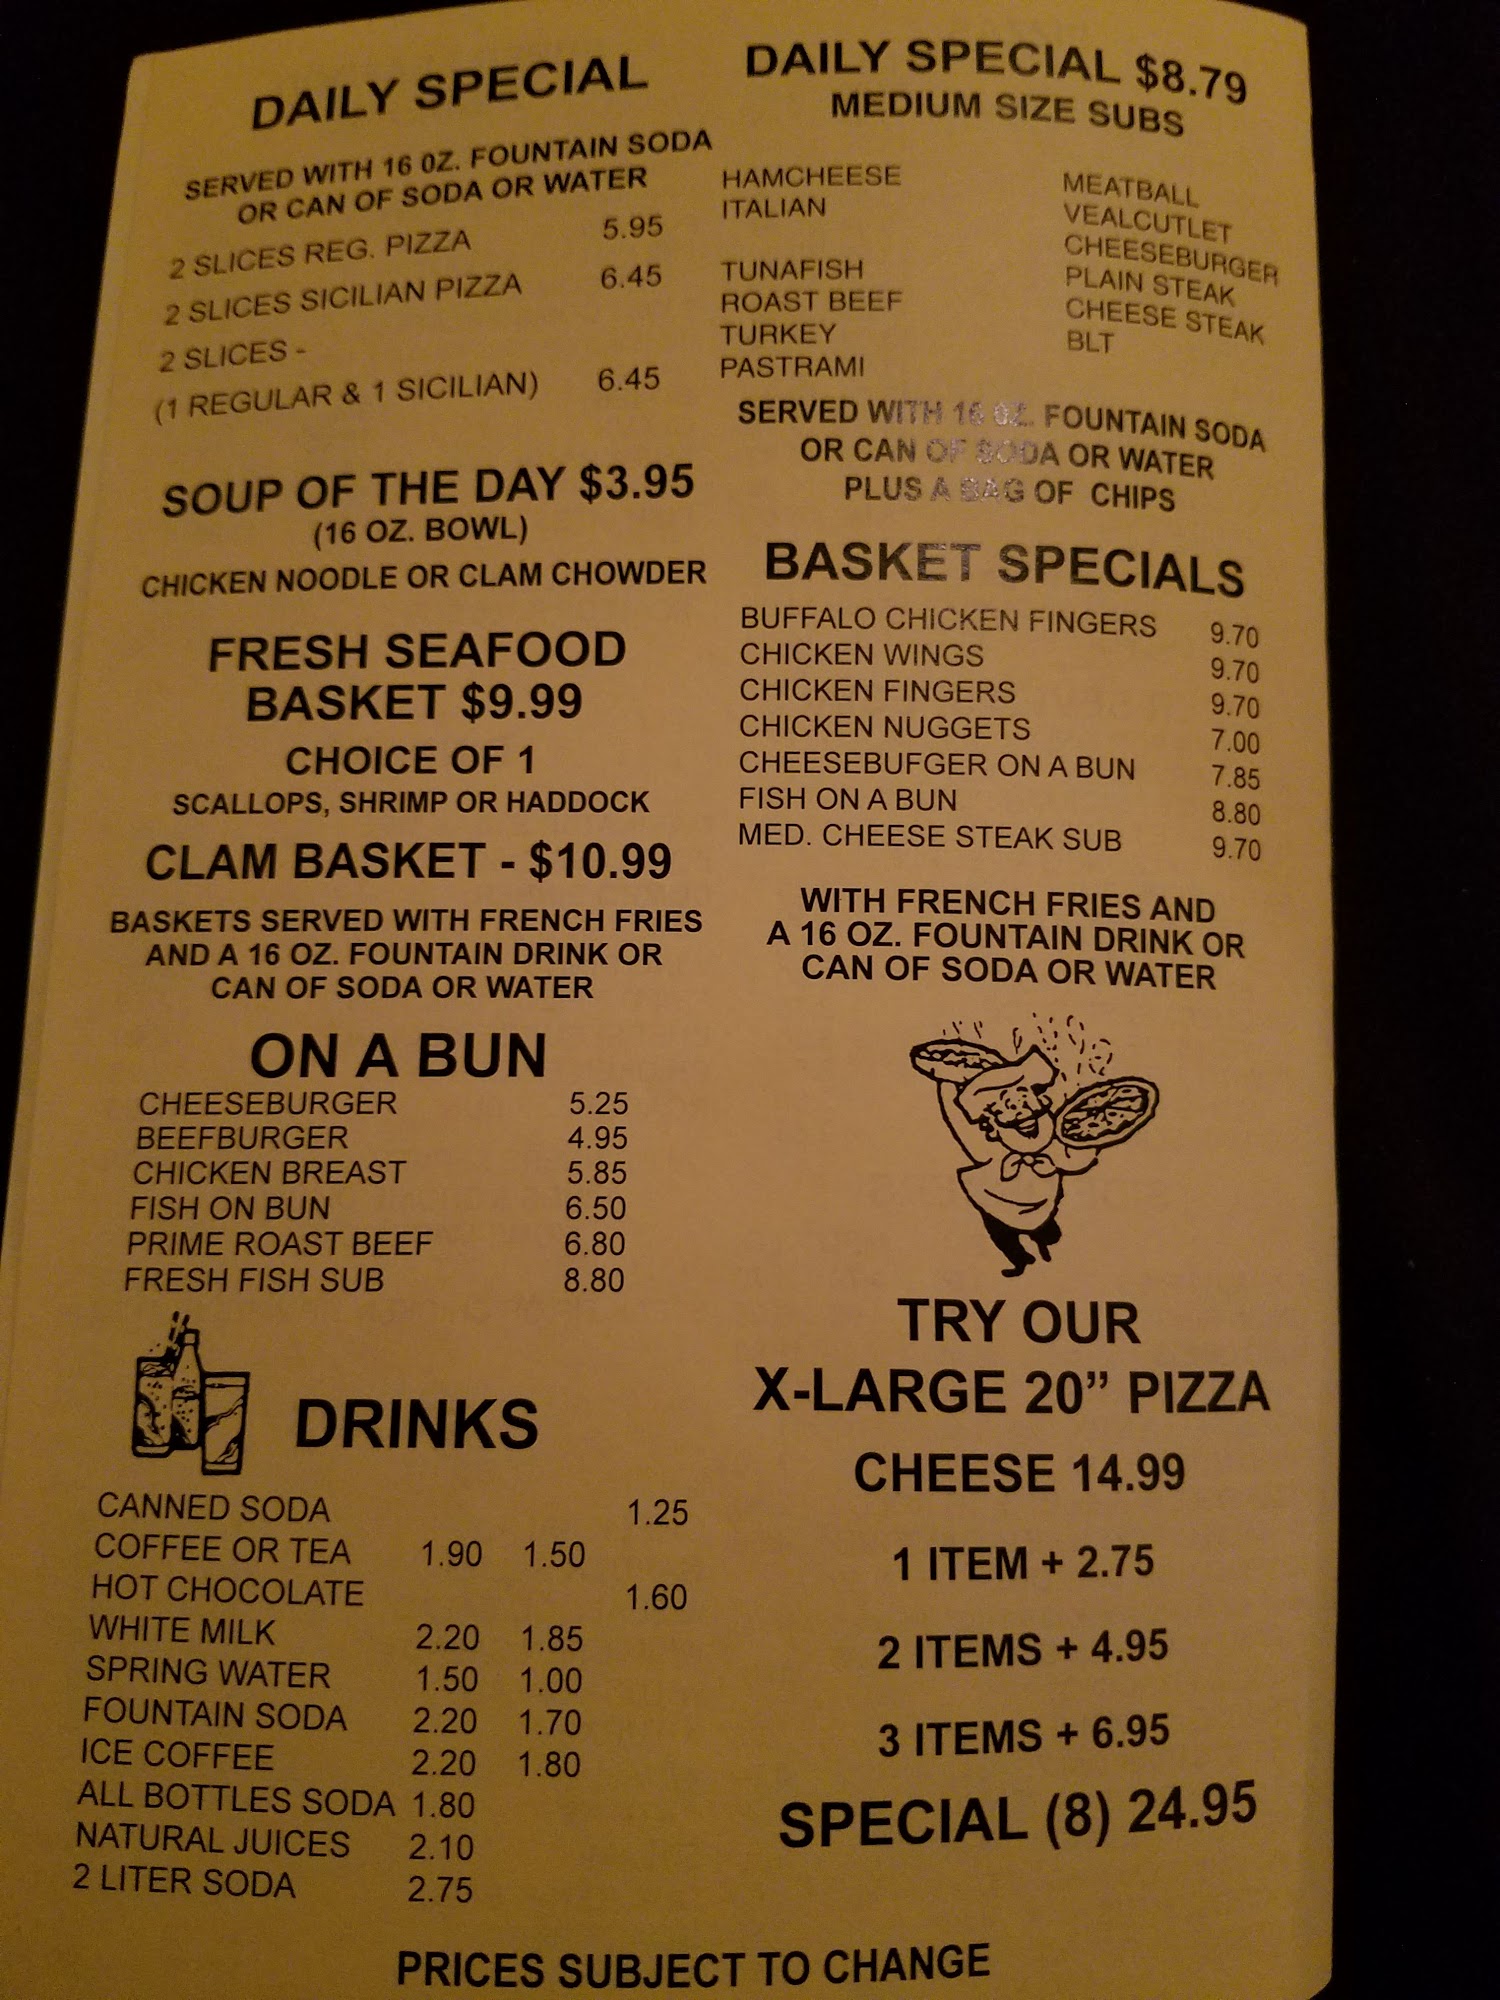 DAILY SPECIAL
SERVED WITH 16 0Z. FOUNTAIN SODA
OR CAN OF SODA OR WATER
2 SLICES REG. PIZZA 5.95
2 SLICES SICILIAN PIZZA 6.45
2 SLICES -
(1 REGULAR & 1 SICILIAN) 6.45
SOUP OF THE DAY $3.95
(16 OZ. BOWL)
CHICKEN NOODLE OR CLAM CHOWDER
FRESH SEAFOOD
BASKET $9.99
CHOICE OF 1
SCALLOPS, SHRIMP OR HADDOCK
CLAM BASKET - $10.99
BASKETS SERVED WITH FRENCH FRIES
AND A 16 OZ. FOUNTAIN DRINK OR
CAN OF SODA OR WATER
ON A BUN
CHEESEBURGER 5.25
BEEFBURGER 4.95
CHICKEN BREAST 5.85
FISH ON BUN 6.50
PRIME ROAST BEEF 6.80
FRESH FISH SUB 8.80
DRINKS
CANNED SODA 1.25
COFFEE OR TEA 1.90 1.50
HOT CHOCOLATE 1.60
WHITE MILK 2.20 1.85
SPRING WATER 1.50 1.00
FOUNTAIN SODA 2.20 1.70
ICE COFFEE 2.20 1.80
ALL BOTTLES SODA 1.80
NATURAL JUICES 2.10
2 LITER SODA 2.75
DAILY SPECIAL $8.79
MEDIUM SIZE SUBS
HAMCHEESE MEATBALL
ITALIAN VEALCUTLET
CHEESEBURGER
TUNAFISH PLAIN STEAK
ROAST BEEF CHEESE STEAK
TURKEY BLT
PASTRAMI
SERVED WITH 16 0Z. FOUNTAIN SODA
OR CAN OF SODA OR WATER
PLUS A BAG OF CHIPS
BASKET SPECIALS
BUFFALO CHICKEN FINGERS 9.70
CHICKEN WINGS 9.70
CHICKEN FINGERS 9.70
CHICKEN NUGGETS 7.00
CHEESEBUFGER ON A BUN 7.85
FISH ON A BUN 8.80
MED. CHEESE STEAK SUB 9.70
WITH FRENCH FRIES AND
A 16 OZ. FOUNTAIN DRINK OR
CAN OF SODA OR WATER
TRY OUR
X-LARGE 20” PIZZA
CHEESE 14.99
1 ITEM + 2.75
2 ITEMS + 4.95
3 ITEMS + 6.95
SPECIAL (8) 24.95
PRICES SUBJECT TO CHANGE